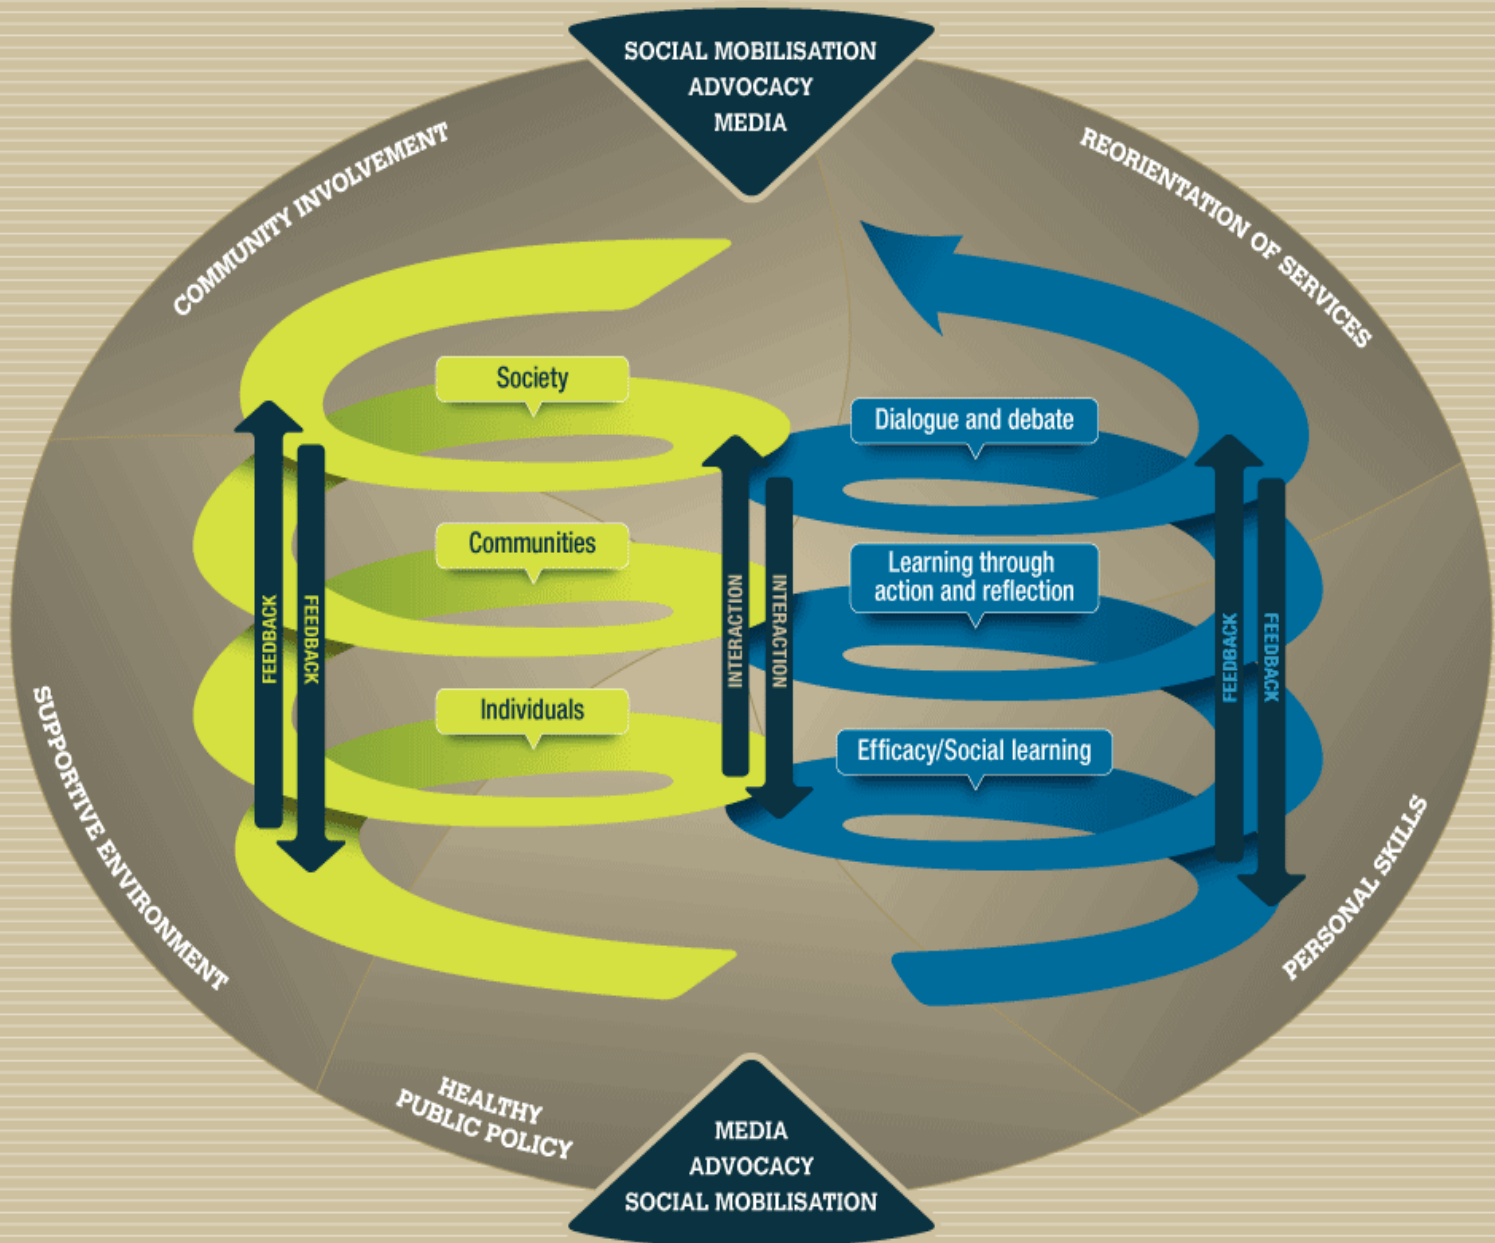 SOCIAL MOBILISATION
ADVOCACY
MEDIA
COMMUNITY INVOLVEMENT
REORIENTATION OF SERVICES
Society
Dialogue and debate
Communities
Learning through
action and reflection
FEEDBACK
FEEDBACK
INTERACTION
INTERACTION
FEEDBACK
FEEDBACK
Individuals
Efficacy/Social learning
SUPPORTIVE ENVIRONMENT
PERSONAL SKILLS
HEALTHY
PUBLIC POLICY
MEDIA
ADVOCACY
SOCIAL MOBILISATION